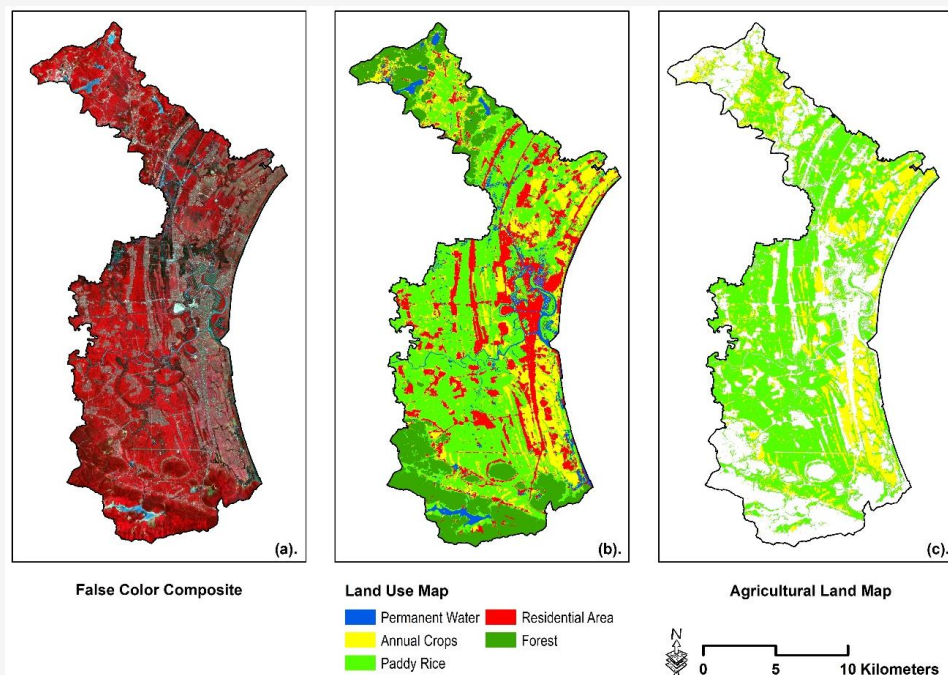 (a).
(b).
(c).
False Color Composite
Land Use Map
Permanent Water
Residential Area
Annual Crops
Forest
Paddy Rice
Agricultural Land Map
N
0 5 10 Kilometers